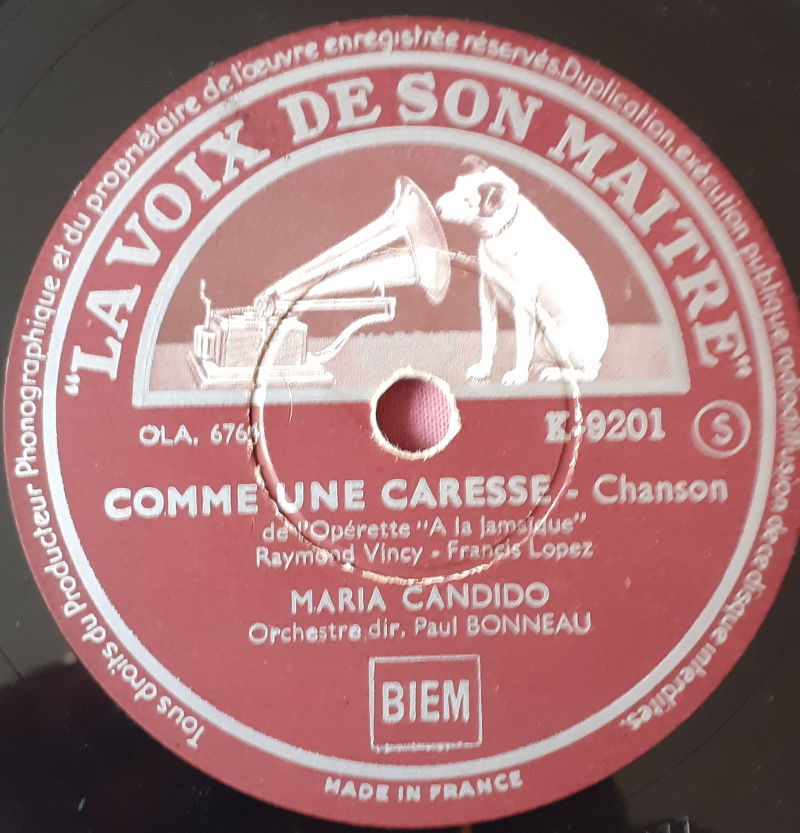 Tous droits du Producteur Phonographique et du propriétaire de l'œuvre enregistrée réservés. Duplication, exécution publique, radiodiffusion de ce disque interdites.
"LA VOIX DE SON MAITRE"
OLA. K-9201 S
COMME UNE CARESSE - Chanson
de l'Opérette "A la Jamaïque"
Raymond Vincy - Francis Lopez
MARIA CANDIDO
Orchestre dir. Paul BONNEAU
BIEM
MADE IN FRANCE